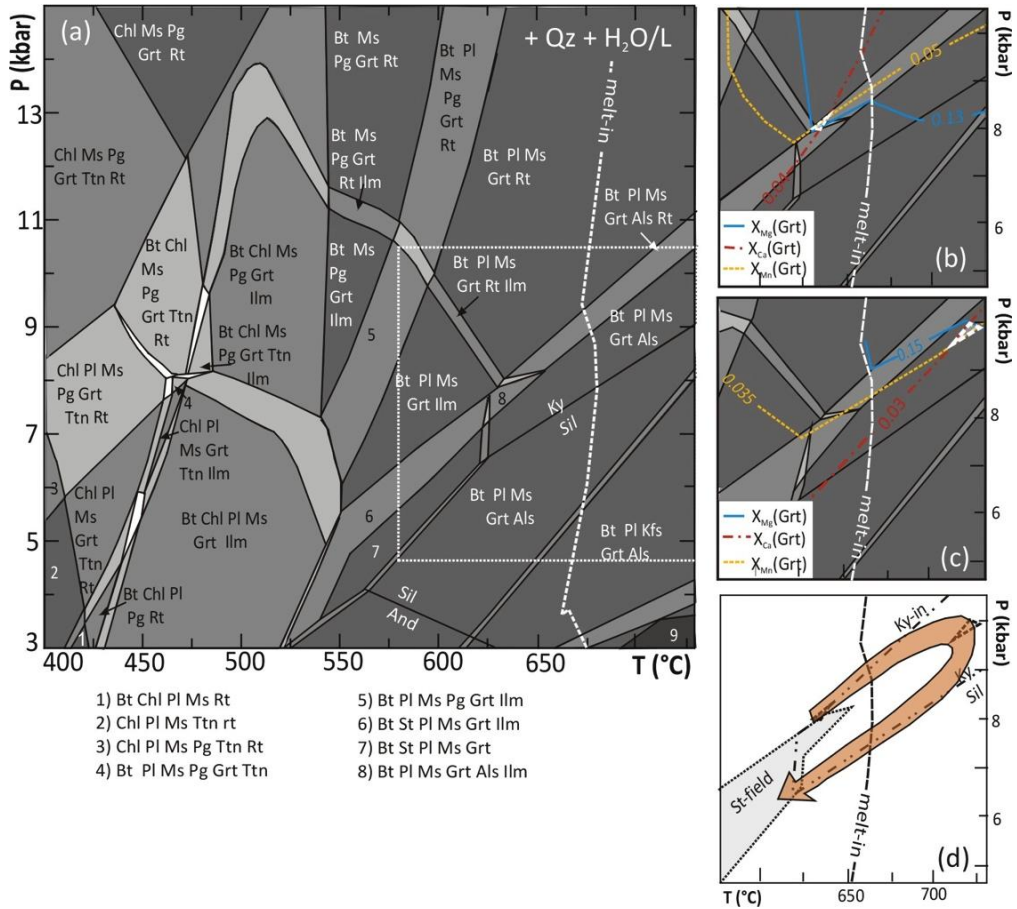 (a)
+ Qz + H₂O/L
P (kbar)
13
11
9
7
5
3
400
450
500
550
600
650
T (°C)
Chl Ms
Pg
Grt Rt
Bt Ms
Pg Grt Rt
Bt Pl
Ms
Pg
Grt
Rt
melt-in
Chl Ms Pg
Grt Ttn Rt
Bt Ms
Pg Grt
Rt Ilm
Bt Pl Ms
Grt Rt
Bt Pl Ms
Grt Als Rt
Bt Chl
Ms
Pg
Grt Ttn
Rt
Bt Chl Ms
Pg Grt
Ilm
Bt Ms
Pg
Grt
Ilm
Bt Pl Ms
Grt Rt Ilm
Bt Chl Ms
Pg Grt Ttn
Ilm
5
Bt Pl Ms
Grt Als
Chl Pl Ms
Pg Grt
Ttn Rt
4
Bt Pl Ms
Grt Ilm
8
Ky
Sil
Chl Pl
Ms Grt
Ttn Ilm
3
Chl Pl
Ms
Grt
Ttn
Rt
2
Bt Chl Pl Ms
Grt Ilm
6
7
Bt Pl Ms
Grt Als
Bt Pl Kfs
Grt Als
Bt Chl Pl
Pg Rt
1
Sil
And
9
1) Bt Chl Pl Ms Rt
2) Chl Pl Ms Ttn rt
3) Chl Pl Ms Pg Ttn Rt
4) Bt Pl Ms Pg Grt Ttn
5) Bt Pl Ms Pg Grt Ilm
6) Bt St Pl Ms Grt Ilm
7) Bt St Pl Ms Grt
8) Bt Pl Ms Grt Als Ilm
P (kbar)
0.05
0.13
8
0.04
melt-in
6
XMg(Grt)
XCa(Grt)
XMn(Grt)
(b)
0.15
0.035
0.03
8
melt-in
6
XMg(Grt)
XCa(Grt)
XMn(Grt)
(c)
P (kbar)
Ky-in
Ky
Sil
8
St-field
melt-in
6
(d)
T (°C)
650
700